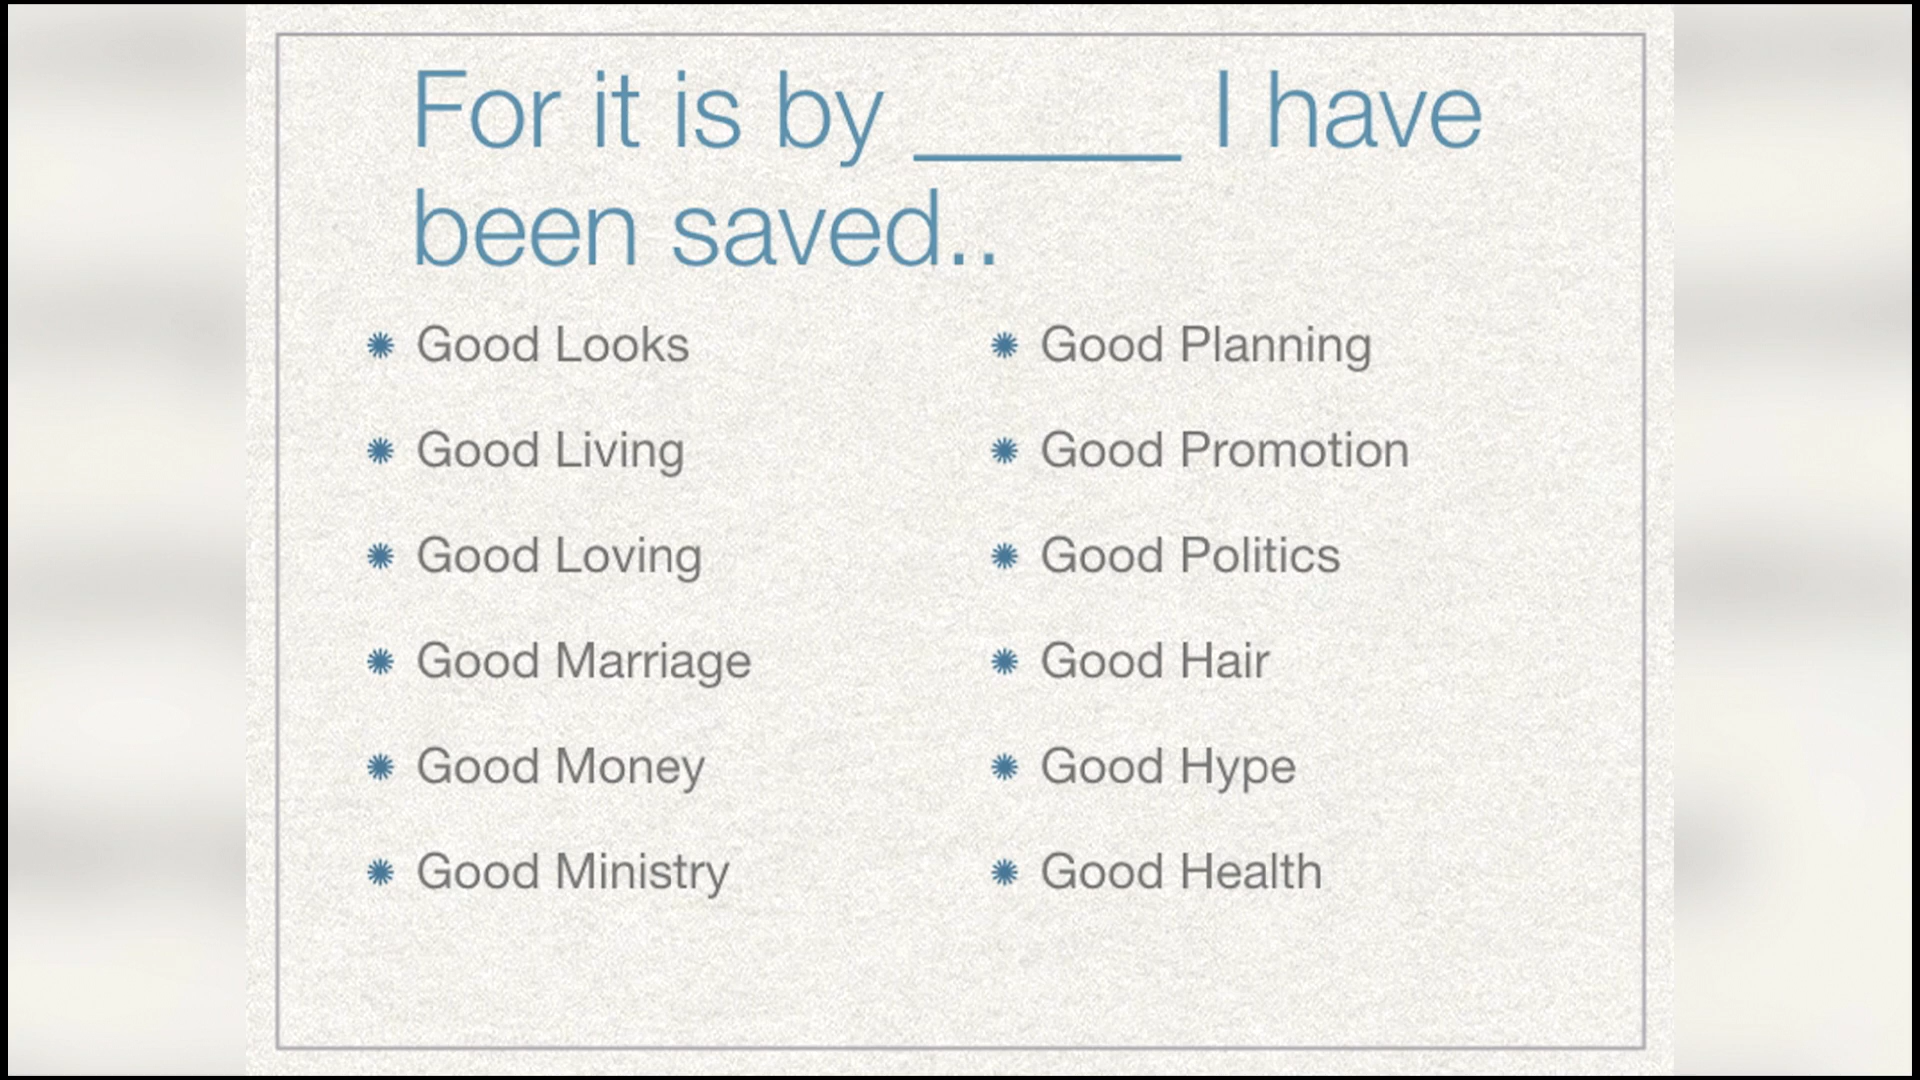 For it is by ______ I have
been saved..
Good Looks
Good Living
Good Loving
Good Marriage
Good Money
Good Ministry
Good Planning
Good Promotion
Good Politics
Good Hair
Good Hype
Good Health